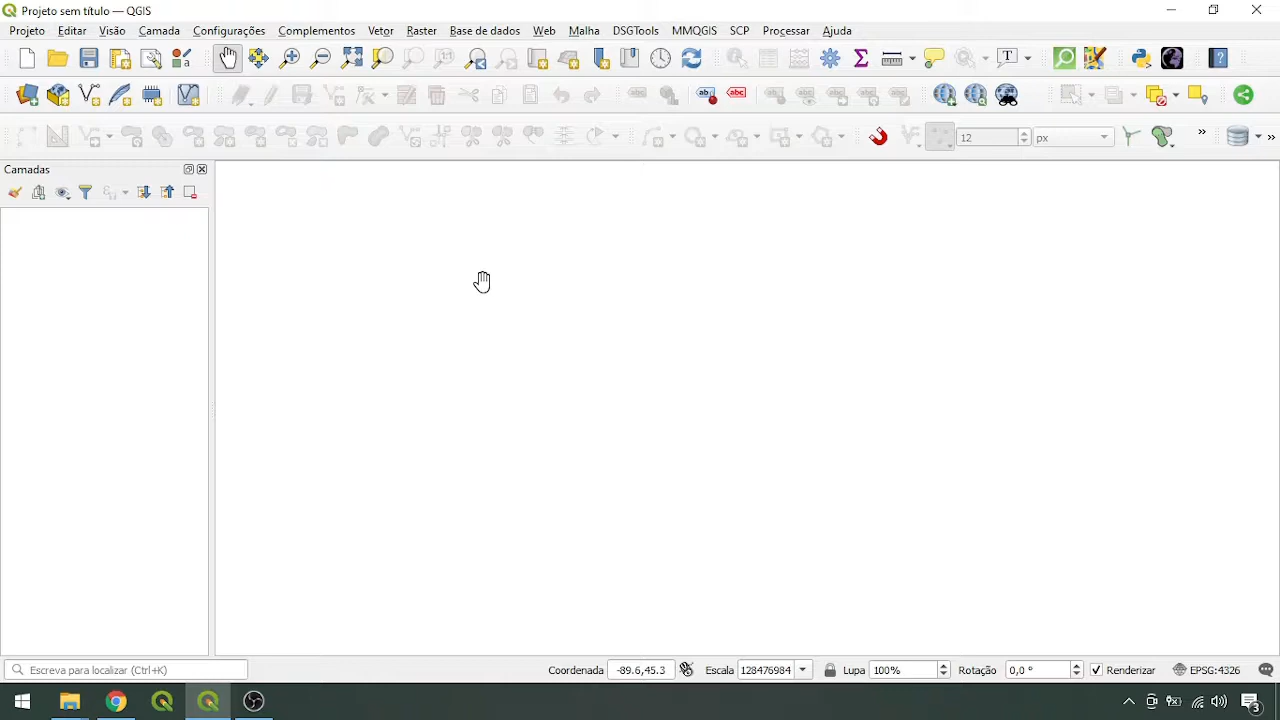 Projeto sem título — QGIS
Projeto Editar Visão Camada Configurações Complementos Vetor Raster Base de dados Web Malha DSGTools MMQGIS SCP Processar Ajuda
12 px
Camadas
Escreva para localizar (Ctrl+K) Coordenada -89.6,45.3 Escala 128476984 Lupa 100% Rotação 0,0 ° Renderizar EPSG:4326
3